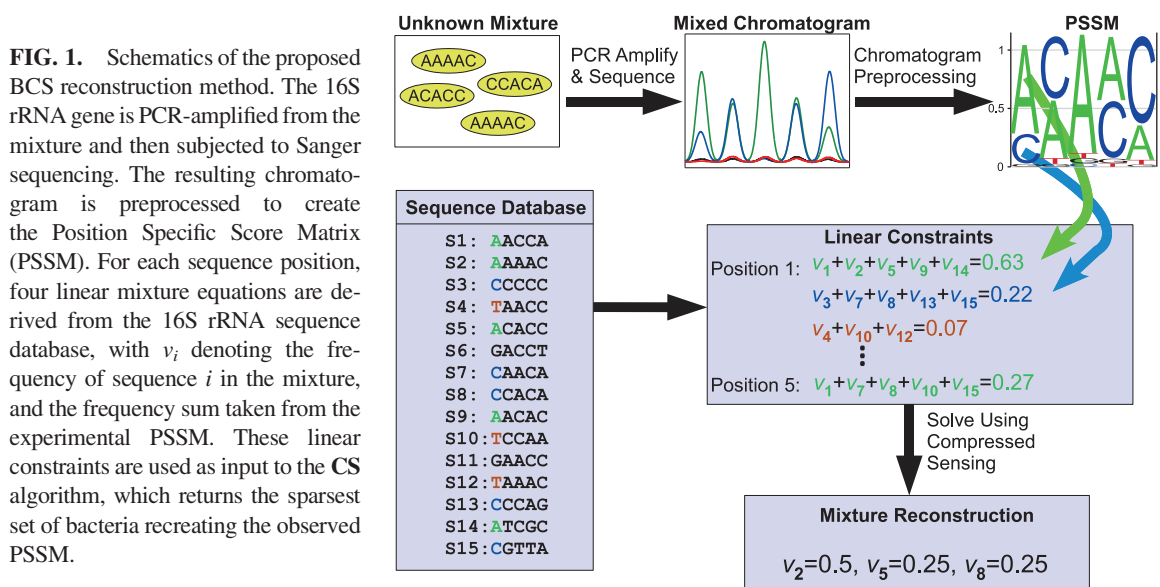 FIG. 1. Schematics of the proposed
BCS reconstruction method. The 16S
rRNA gene is PCR-amplified from the
mixture and then subjected to Sanger
sequencing. The resulting chromato-
gram is preprocessed to create
the Position Specific Score Matrix
(PSSM). For each sequence position,
four linear mixture equations are de-
rived from the 16S rRNA sequence
database, with vi denoting the fre-
quency of sequence i in the mixture,
and the frequency sum taken from the
experimental PSSM. These linear
constraints are used as input to the CS
algorithm, which returns the sparsest
set of bacteria recreating the observed
PSSM.
Unknown Mixture
AAAAC
CCACA
ACACC
AAAAC
PCR Amplify
& Sequence
Mixed Chromatogram
Chromatogram
Preprocessing
PSSM
1
0.5
0
A C A A C
C A A C A
Sequence Database
S1: AACCA
S2: AAAAC
S3: CCCCC
S4: TAACC
S5: ACACC
S6: GACCT
S7: CAACA
S8: CCACA
S9: AACAC
S10: TCCAA
S11: GAACC
S12: TAAAC
S13: CCCAG
S14: ATCGC
S15: CGTTA
Linear Constraints
Position 1: v1+v2+v5+v9+v14=0.63
v3+v7+v8+v13+v15=0.22
v4+v10+v12=0.07
⋮
Position 5: v1+v7+v8+v10+v15=0.27
Solve Using
Compressed
Sensing
Mixture Reconstruction
v2=0.5, v5=0.25, v8=0.25